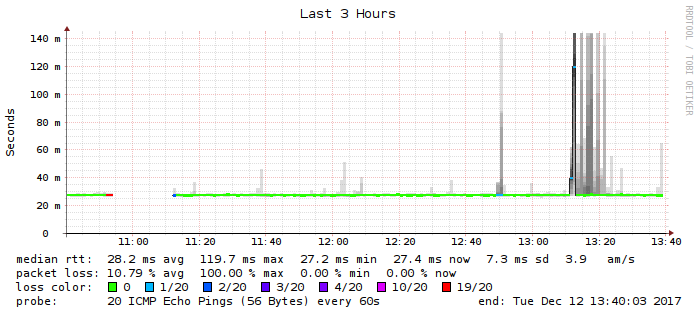 Last 3 Hours
RRDTOOL / TOBI OETIKER
Seconds
140 m
120 m
100 m
80 m
60 m
40 m
20 m
0
11:00 11:20 11:40 12:00 12:20 12:40 13:00 13:20 13:40
median rtt: 28.2 ms avg 119.7 ms max 27.2 ms min 27.4 ms now 7.3 ms sd 3.9 am/s
packet loss: 10.79 % avg 100.00 % max 0.00 % min 0.00 % now
loss color: 0 1/20 2/20 3/20 4/20 10/20 19/20
probe: 20 ICMP Echo Pings (56 Bytes) every 60s end: Tue Dec 12 13:40:03 2017